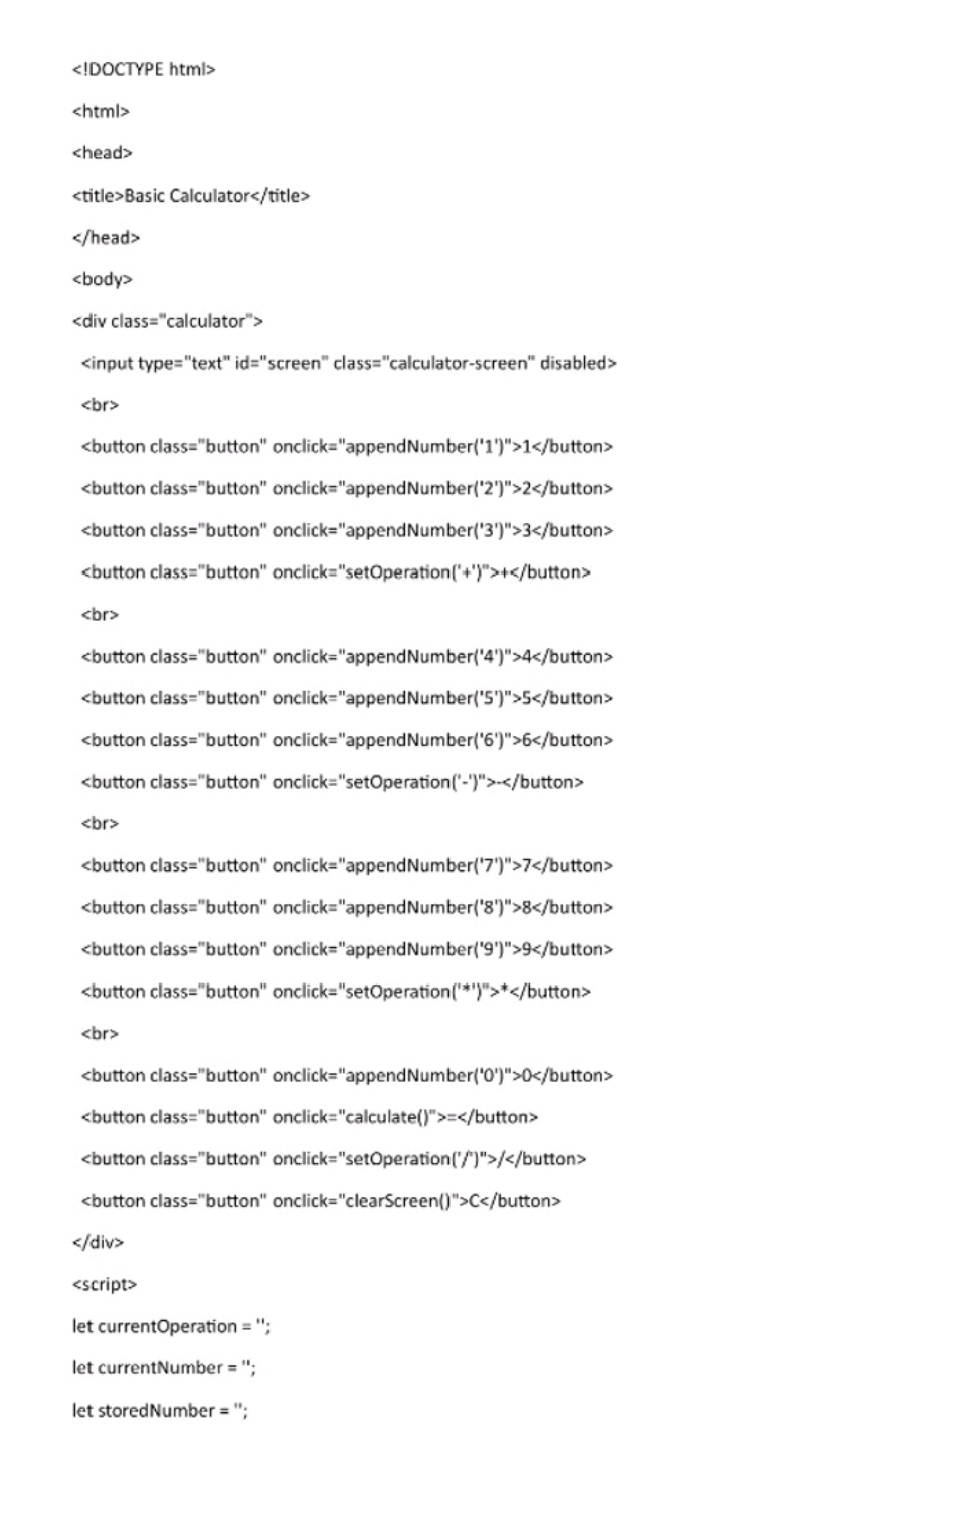 <!DOCTYPE html>
<html>
<head>
<title>Basic Calculator</title>
</head>
<body>
<div class="calculator">
<input type="text" id="screen" class="calculator-screen" disabled>
<br>
<button class="button" onclick="appendNumber('1')">1</button>
<button class="button" onclick="appendNumber('2')">2</button>
<button class="button" onclick="appendNumber('3')">3</button>
<button class="button" onclick="setOperation('+')">+</button>
<br>
<button class="button" onclick="appendNumber('4')">4</button>
<button class="button" onclick="appendNumber('5')">5</button>
<button class="button" onclick="appendNumber('6')">6</button>
<button class="button" onclick="setOperation('-')">-</button>
<br>
<button class="button" onclick="appendNumber('7')">7</button>
<button class="button" onclick="appendNumber('8')">8</button>
<button class="button" onclick="appendNumber('9')">9</button>
<button class="button" onclick="setOperation('*')">*</button>
<br>
<button class="button" onclick="appendNumber('0')">0</button>
<button class="button" onclick="calculate()">=</button>
<button class="button" onclick="setOperation('/')">/</button>
<button class="button" onclick="clearScreen()">C</button>
</div>
<script>
let currentOperation = '';
let currentNumber = '';
let storedNumber = '';